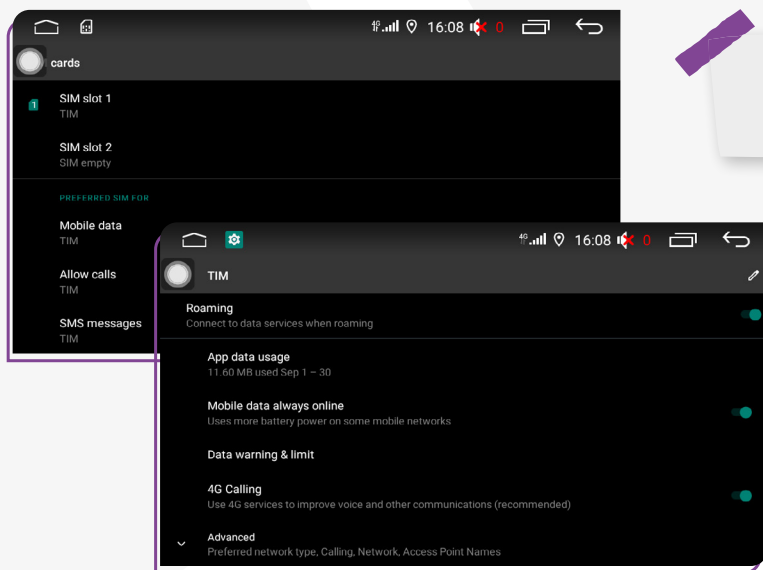 4G 16:08 0
cards
1
SIM slot 1
TIM
SIM slot 2
SIM empty
PREFERRED SIM FOR
Mobile data
TIM
Allow calls
TIM
SMS messages
TIM
4G 16:08 0
TIM
Roaming
Connect to data services when roaming
App data usage
11.60 MB used Sep 1 – 30
Mobile data always online
Uses more battery power on some mobile networks
Data warning & limit
4G Calling
Use 4G services to improve voice and other communications (recommended)
Advanced
Preferred network type, Calling, Network, Access Point Names